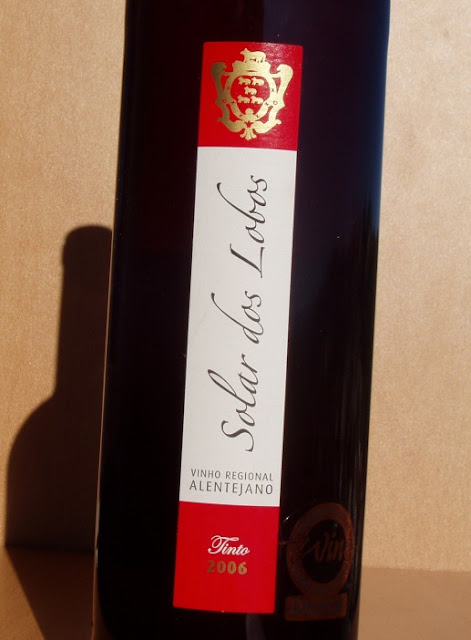 Solar dos Lobos
VINHO REGIONAL
ALENTEJANO
Tinto
2006